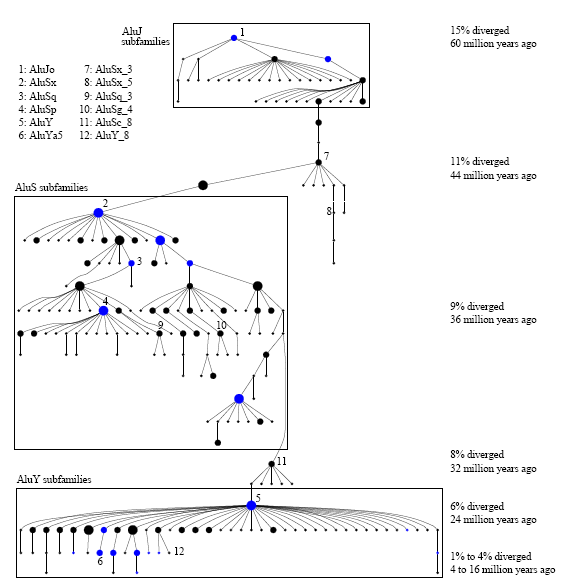 AluJ
subfamilies
1
15% diverged
60 million years ago
1: AluJo 7: AluSx_3
2: AluSx 8: AluSx_5
3: AluSq 9: AluSq_3
4: AluSp 10: AluSg_4
5: AluY 11: AluSc_8
6: AluYa5 12: AluY_8
7
11% diverged
44 million years ago
AluS subfamilies
2
8
3
4
9% diverged
36 million years ago
9 10
8% diverged
32 million years ago
11
AluY subfamilies
5
6% diverged
24 million years ago
12
6
1% to 4% diverged
4 to 16 million years ago